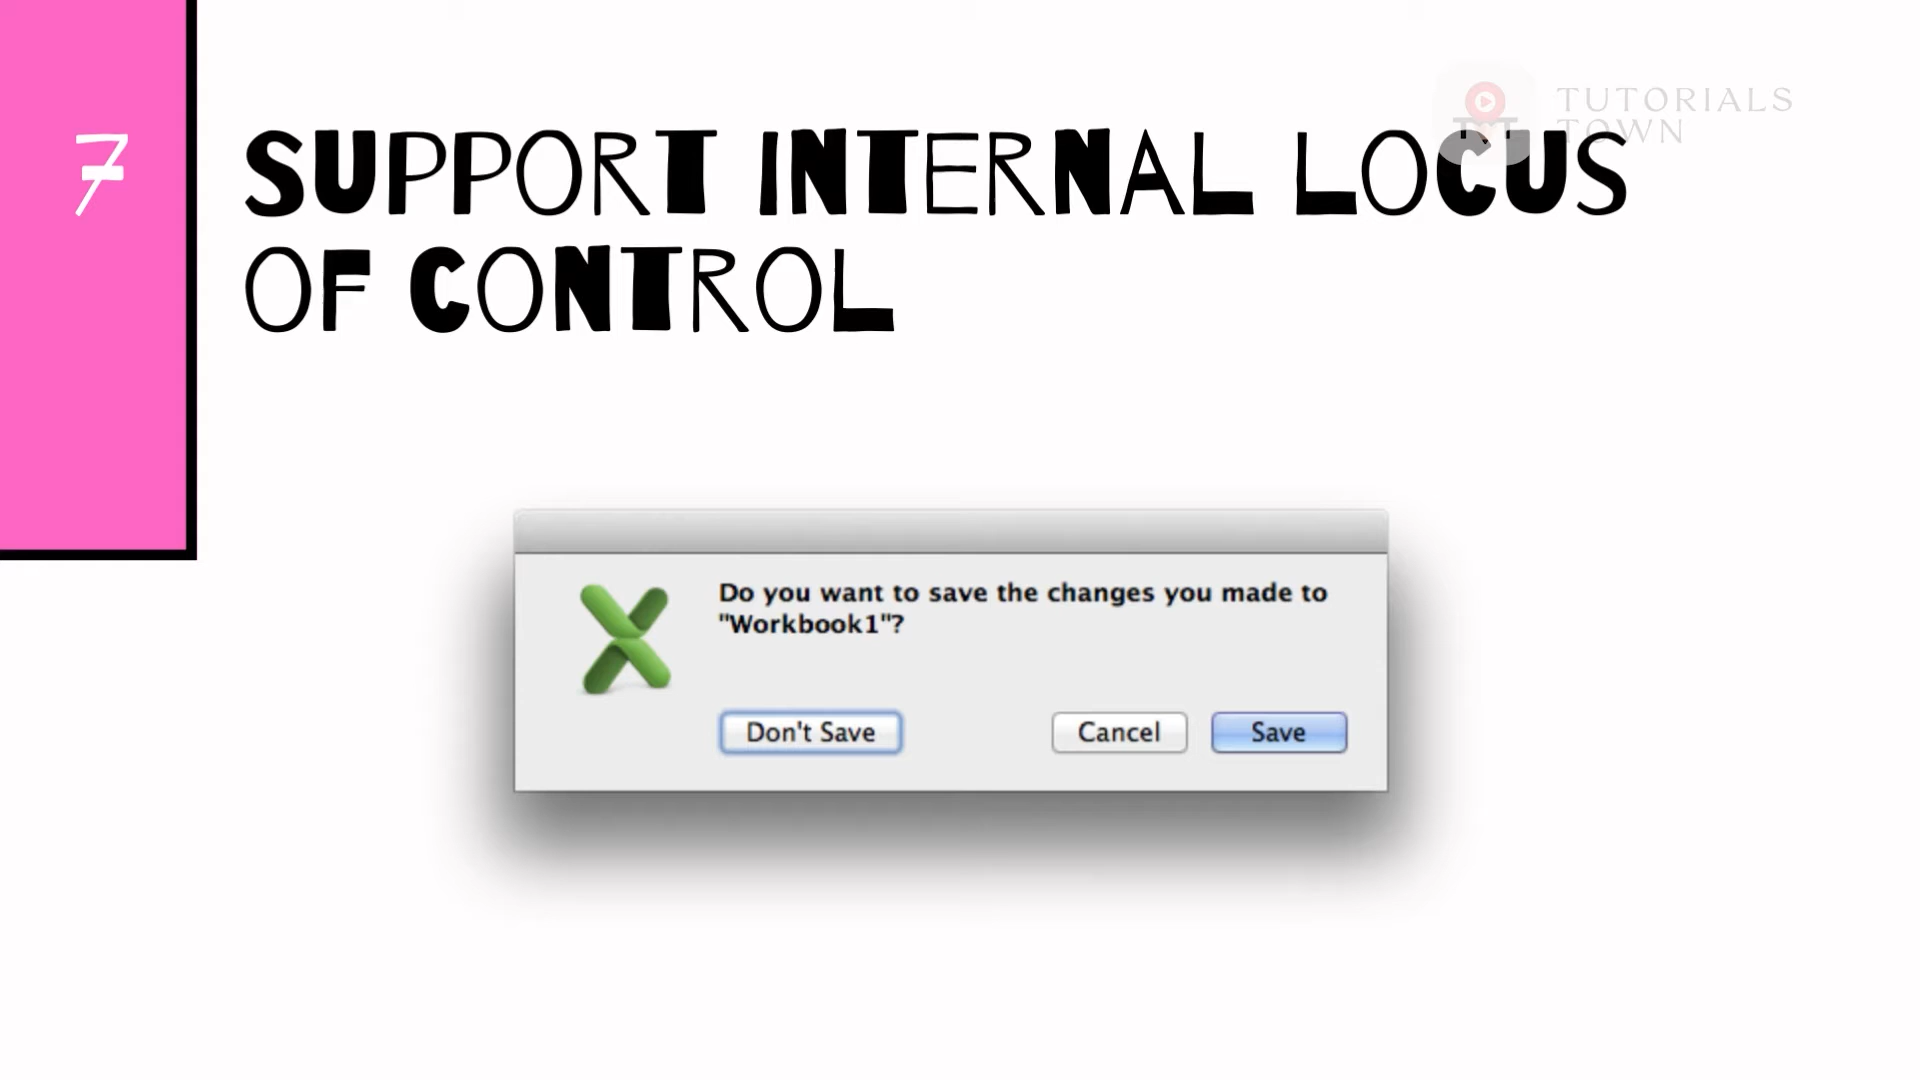 7
SUPPORT INTERNAL LOCUS
OF CONTROL
TUTORIALS
TOWN
Do you want to save the changes you made to
"Workbook1"?
Don't Save
Cancel
Save